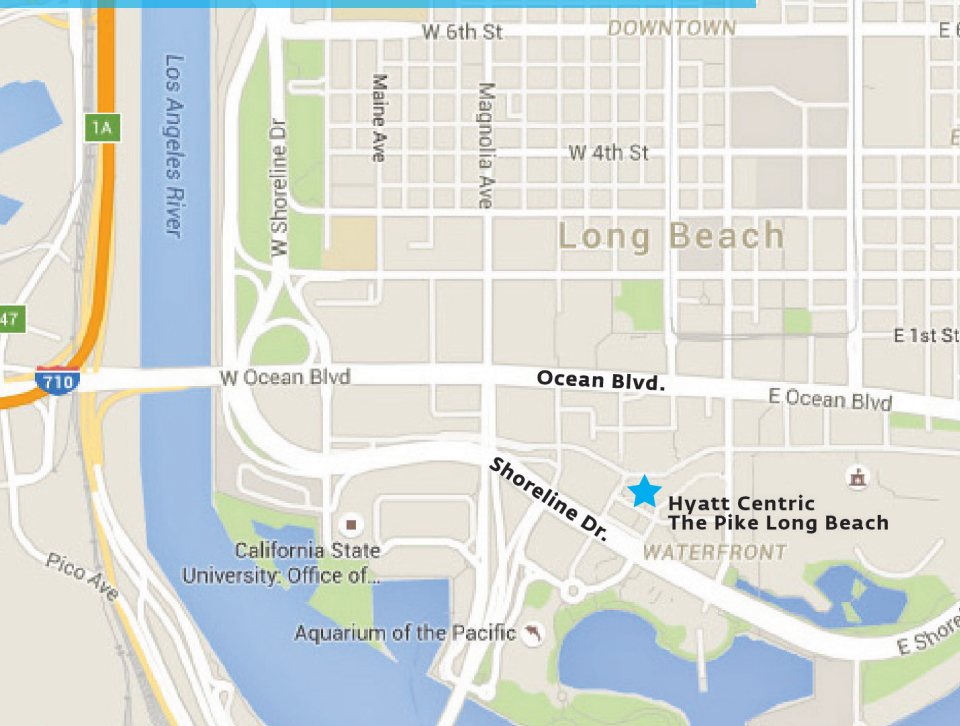 W 6th St
DOWNTOWN
E 6
Los Angeles River
1A
Maine Ave
Magnolia Ave
W Shoreline Dr
W 4th St
E
Long Beach
47
E 1st St
710
W Ocean Blvd
Ocean Blvd.
E Ocean Blvd
Shoreline Dr.
Hyatt Centric
The Pike Long Beach
WATERFRONT
California State
University: Office of...
Pico Ave
Aquarium of the Pacific
E Shorel